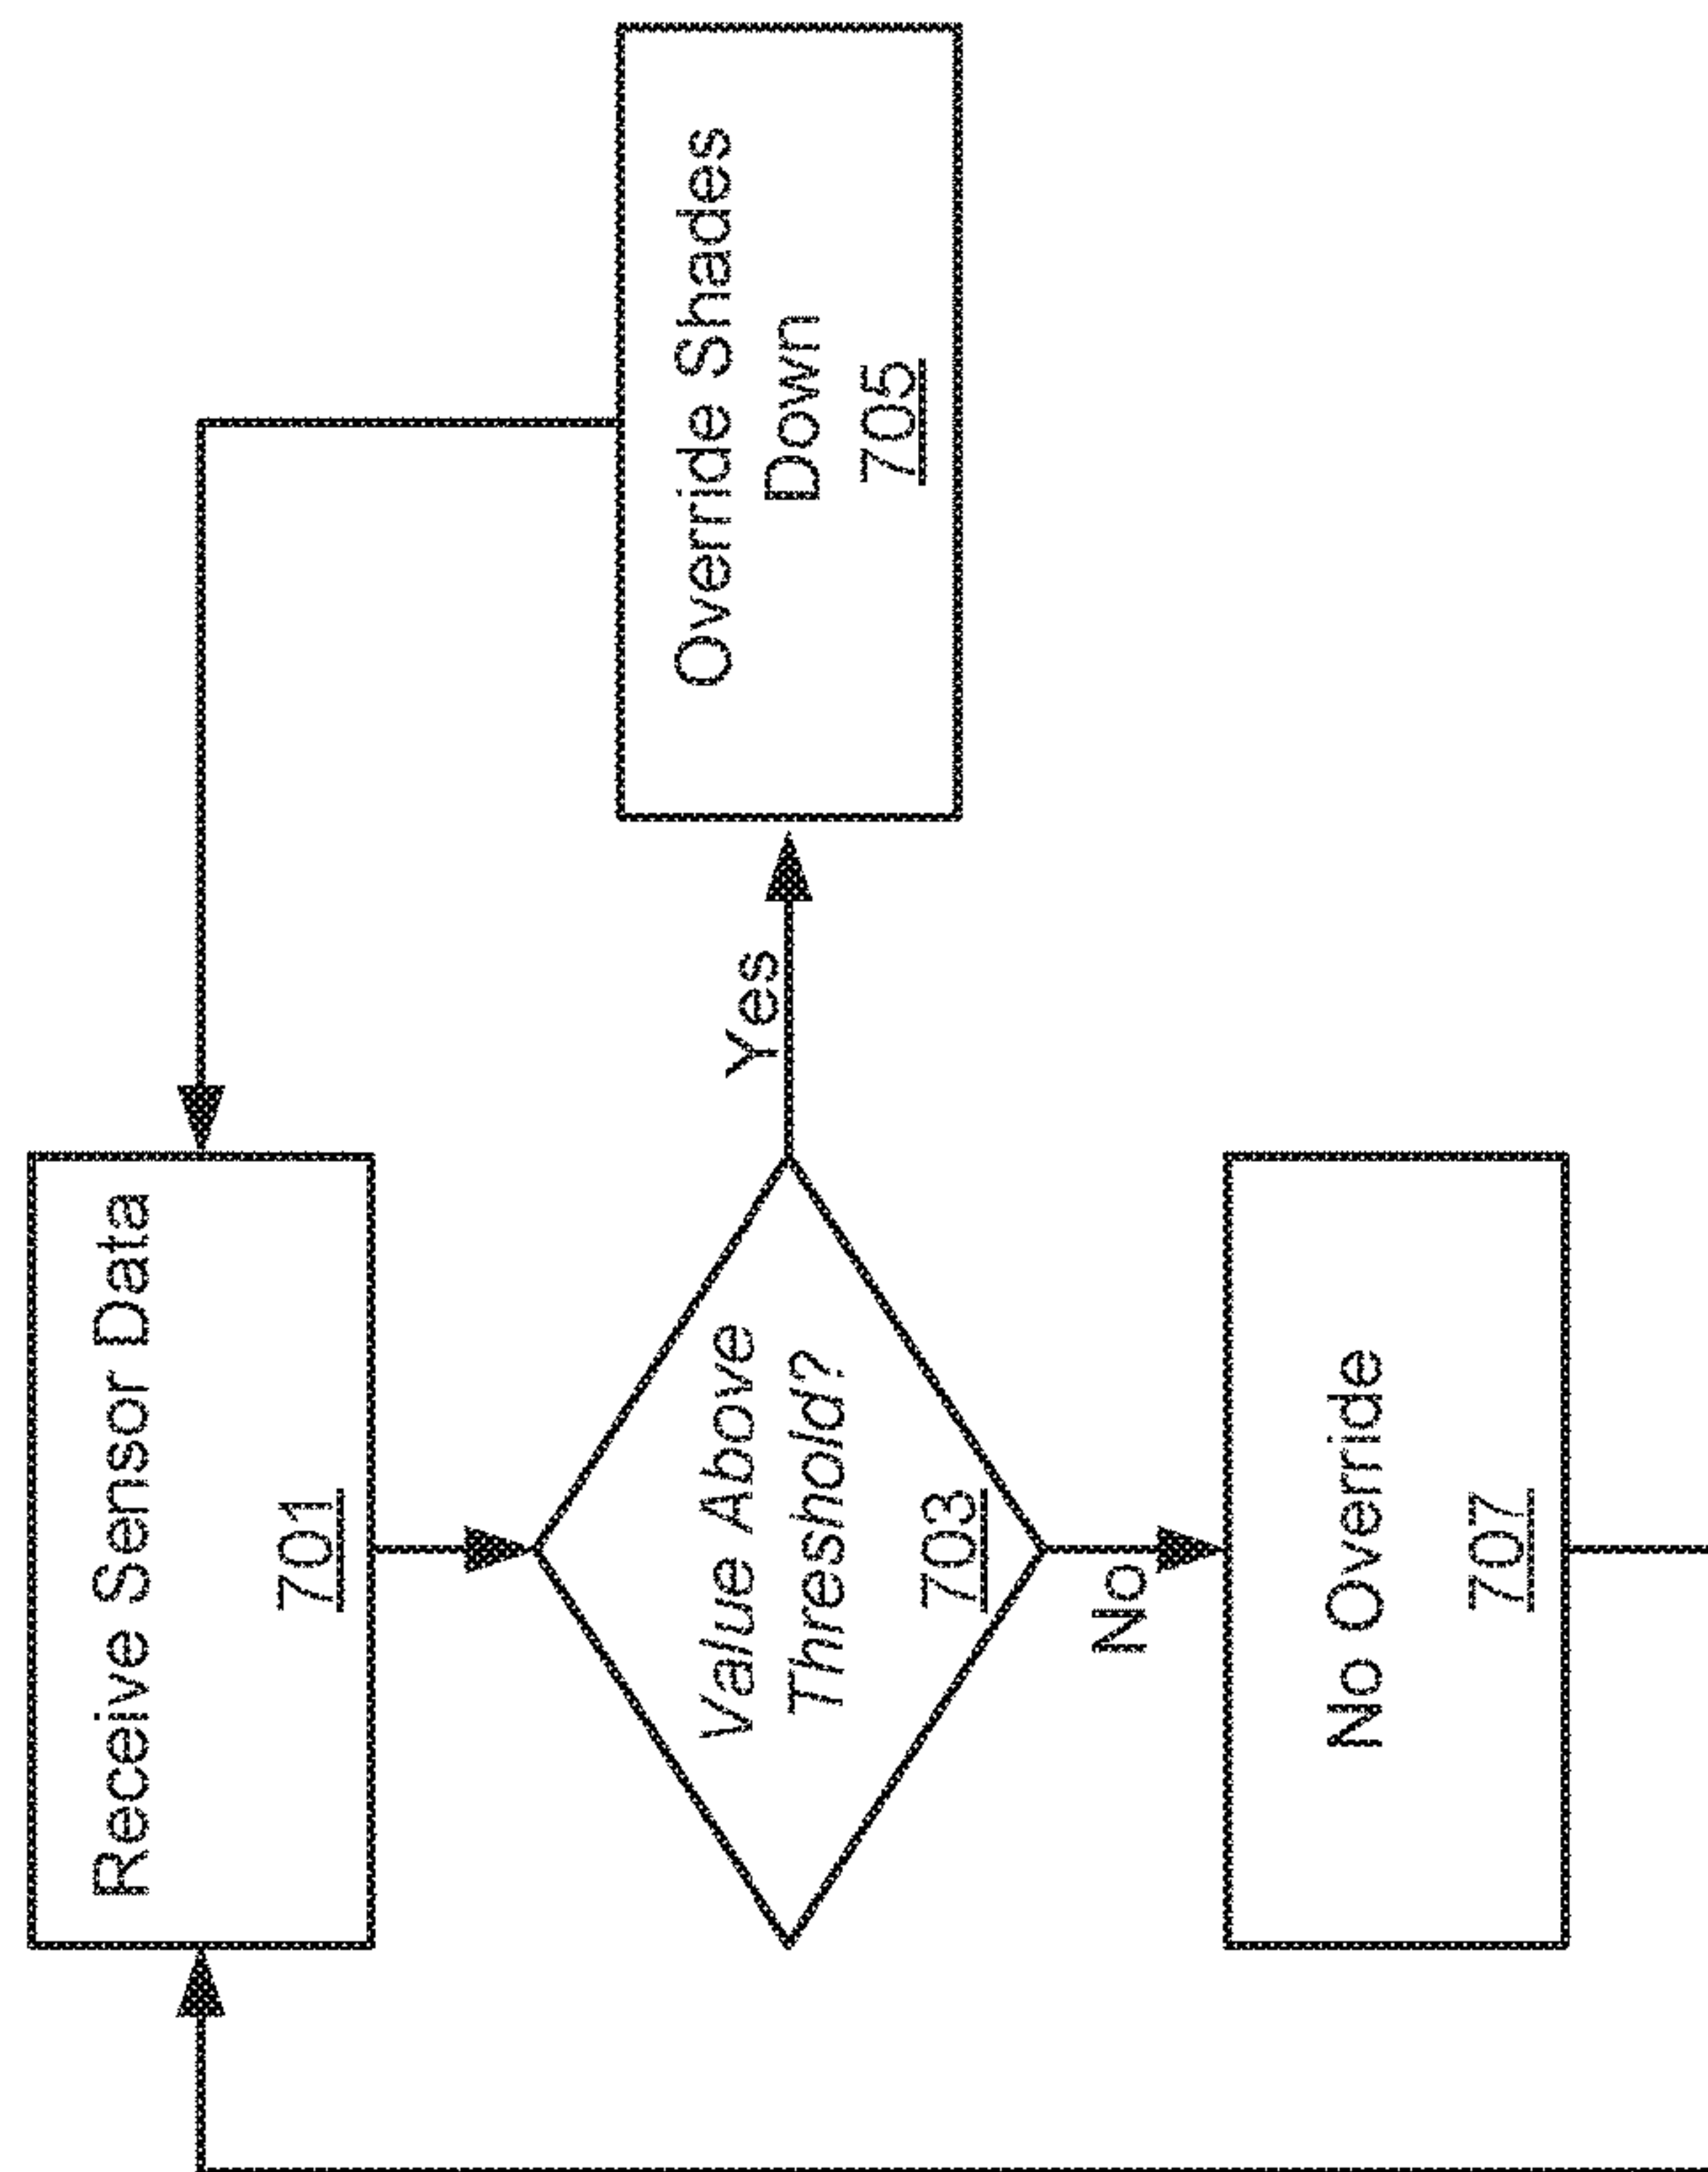 Receive Sensor Data
701
Value Above
Threshold?
703
Yes
Override Shades
Down
705
No
No Override
707